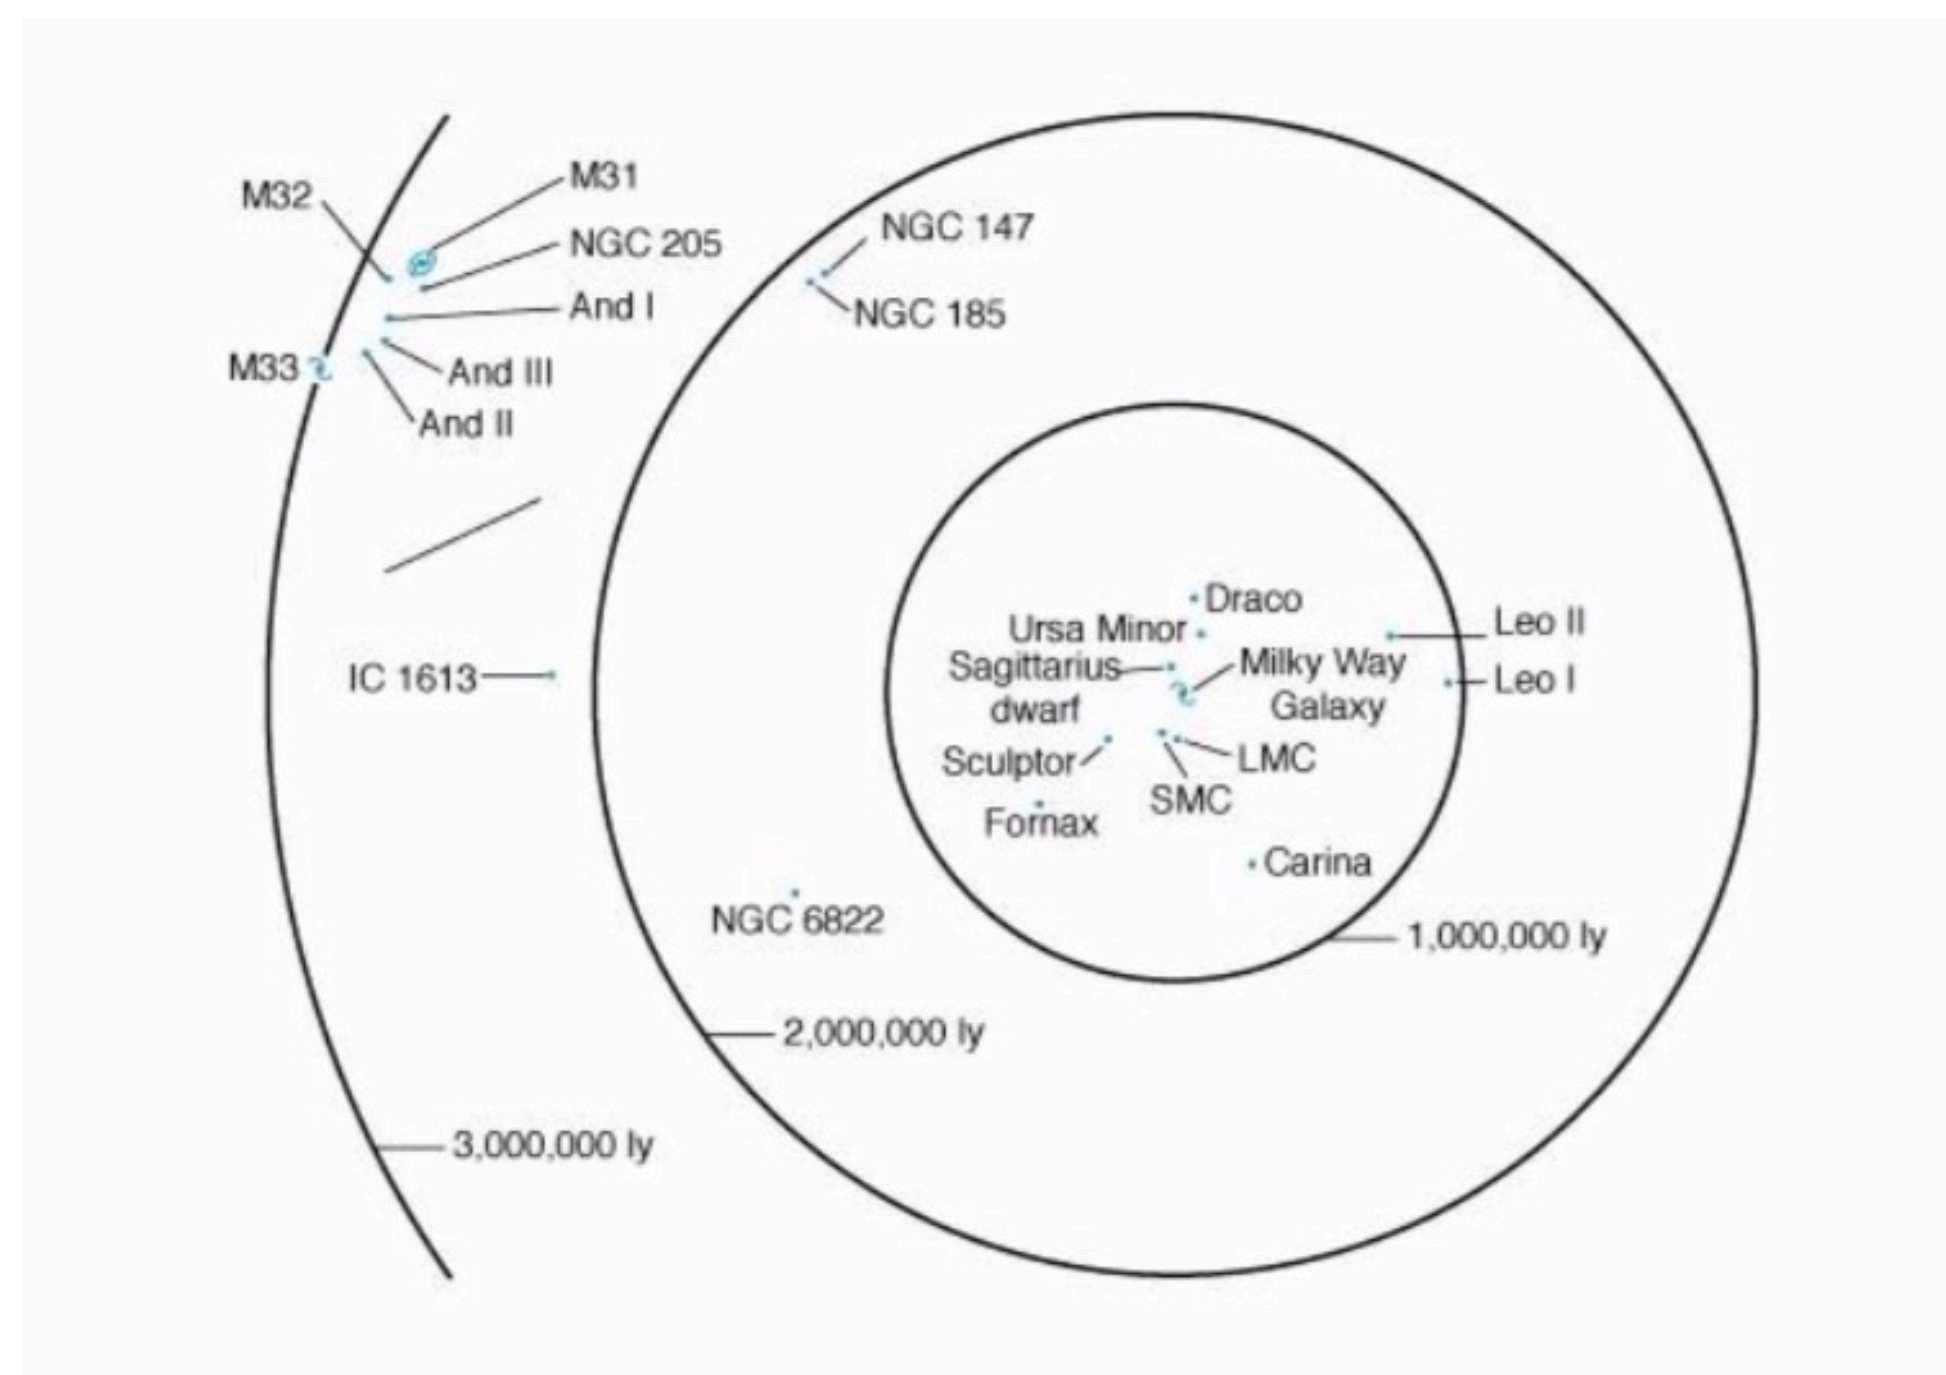 M31
M32
NGC 205
And I
M33
And III
And II
NGC 147
NGC 185
IC 1613
Draco
Ursa Minor
Leo II
Sagittarius
dwarf
Milky Way
Galaxy
Leo I
Sculptor
LMC
SMC
Fornax
Carina
NGC 6822
1,000,000 ly
2,000,000 ly
3,000,000 ly